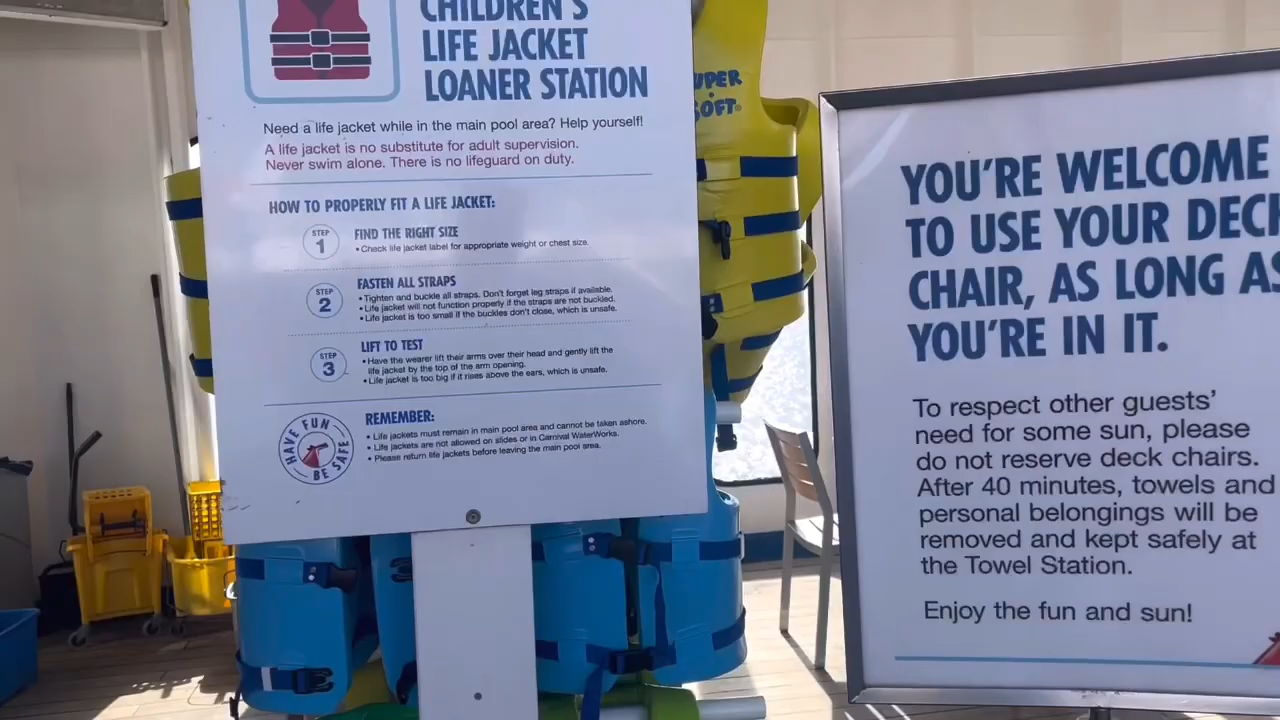 CHILDREN'S
LIFE JACKET
LOANER STATION
Need a life jacket while in the main pool area? Help yourself!
A life jacket is no substitute for adult supervision.
Never swim alone. There is no lifeguard on duty.
HOW TO PROPERLY FIT A LIFE JACKET:
STEP
1
FIND THE RIGHT SIZE
• Check life jacket label for appropriate weight or chest size.
STEP
2
FASTEN ALL STRAPS
• Tighten and buckle all straps. Don't forget leg straps if available.
• Life jacket will not function properly if the straps are not buckled.
• Life jacket is too small if the buckles don't close, which is unsafe.
STEP
3
LIFT TO TEST
• Have the wearer lift their arms over their head and gently lift the
life jacket by the top of the arm opening.
• Life jacket is too big if it rises above the ears, which is unsafe.
HAVE FUN
BE SAFE
REMEMBER:
• Life jackets must remain in main pool area and cannot be taken ashore.
• Life jackets are not allowed on slides or in Carnival WaterWorks.
• Please return life jackets before leaving the main pool area.
UPER
SOFT®
YOU'RE WELCOME
TO USE YOUR DECK
CHAIR, AS LONG AS
YOU'RE IN IT.
To respect other guests'
need for some sun, please
do not reserve deck chairs.
After 40 minutes, towels and
personal belongings will be
removed and kept safely at
the Towel Station.
Enjoy the fun and sun!